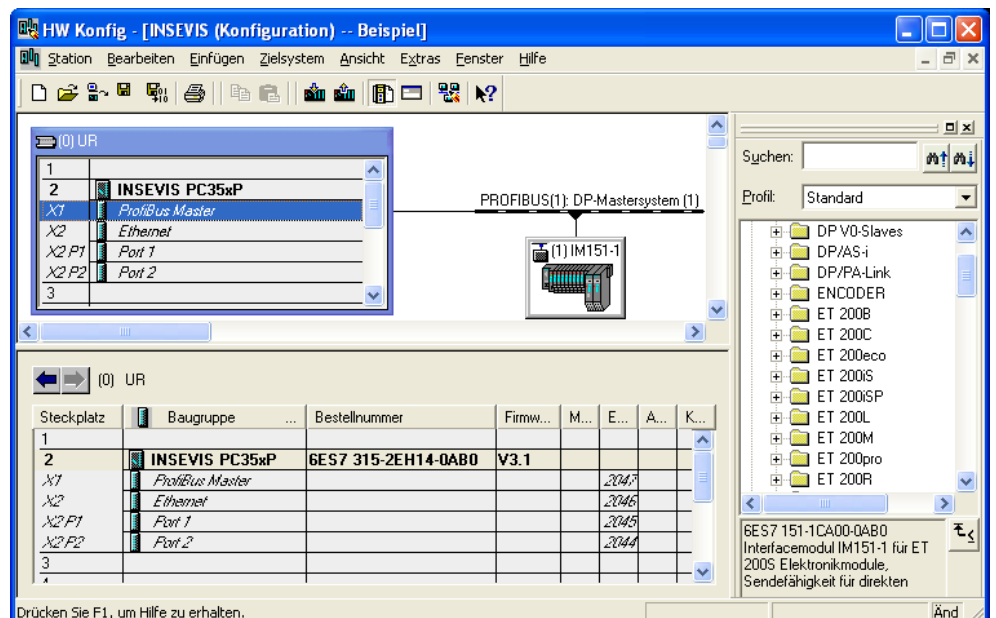 HW Konfig - [INSEVIS (Konfiguration) -- Beispiel]
Station Bearbeiten Einfügen Zielsystem Ansicht Extras Fenster Hilfe
(0) UR
1
2 INSEVIS PC35xP
X1 ProfiBus Master
X2 Ethernet
X2 P1 Port 1
X2 P2 Port 2
3
PROFIBUS(1): DP-Mastersystem (1)
(1) IM151-1
Suchen:
Profil: Standard
DP V0-Slaves
DP/AS-i
DP/PA-Link
ENCODER
ET 200B
ET 200C
ET 200eco
ET 200iS
ET 200iSP
ET 200L
ET 200M
ET 200pro
ET 200R
6ES7 151-1CA00-0AB0
Interfacemodul IM151-1 für ET
200S Elektronikmodule,
Sendefähigkeit für direkten
(0) UR
Steckplatz Baugruppe ... Bestellnummer Firmw... M... E... A... K...
1
2 INSEVIS PC35xP 6ES7 315-2EH14-0AB0 V3.1
X1 ProfiBus Master 2047
X2 Ethernet 2046
X2 P1 Port 1 2045
X2 P2 Port 2 2044
3
4
Drücken Sie F1, um Hilfe zu erhalten.
Änd